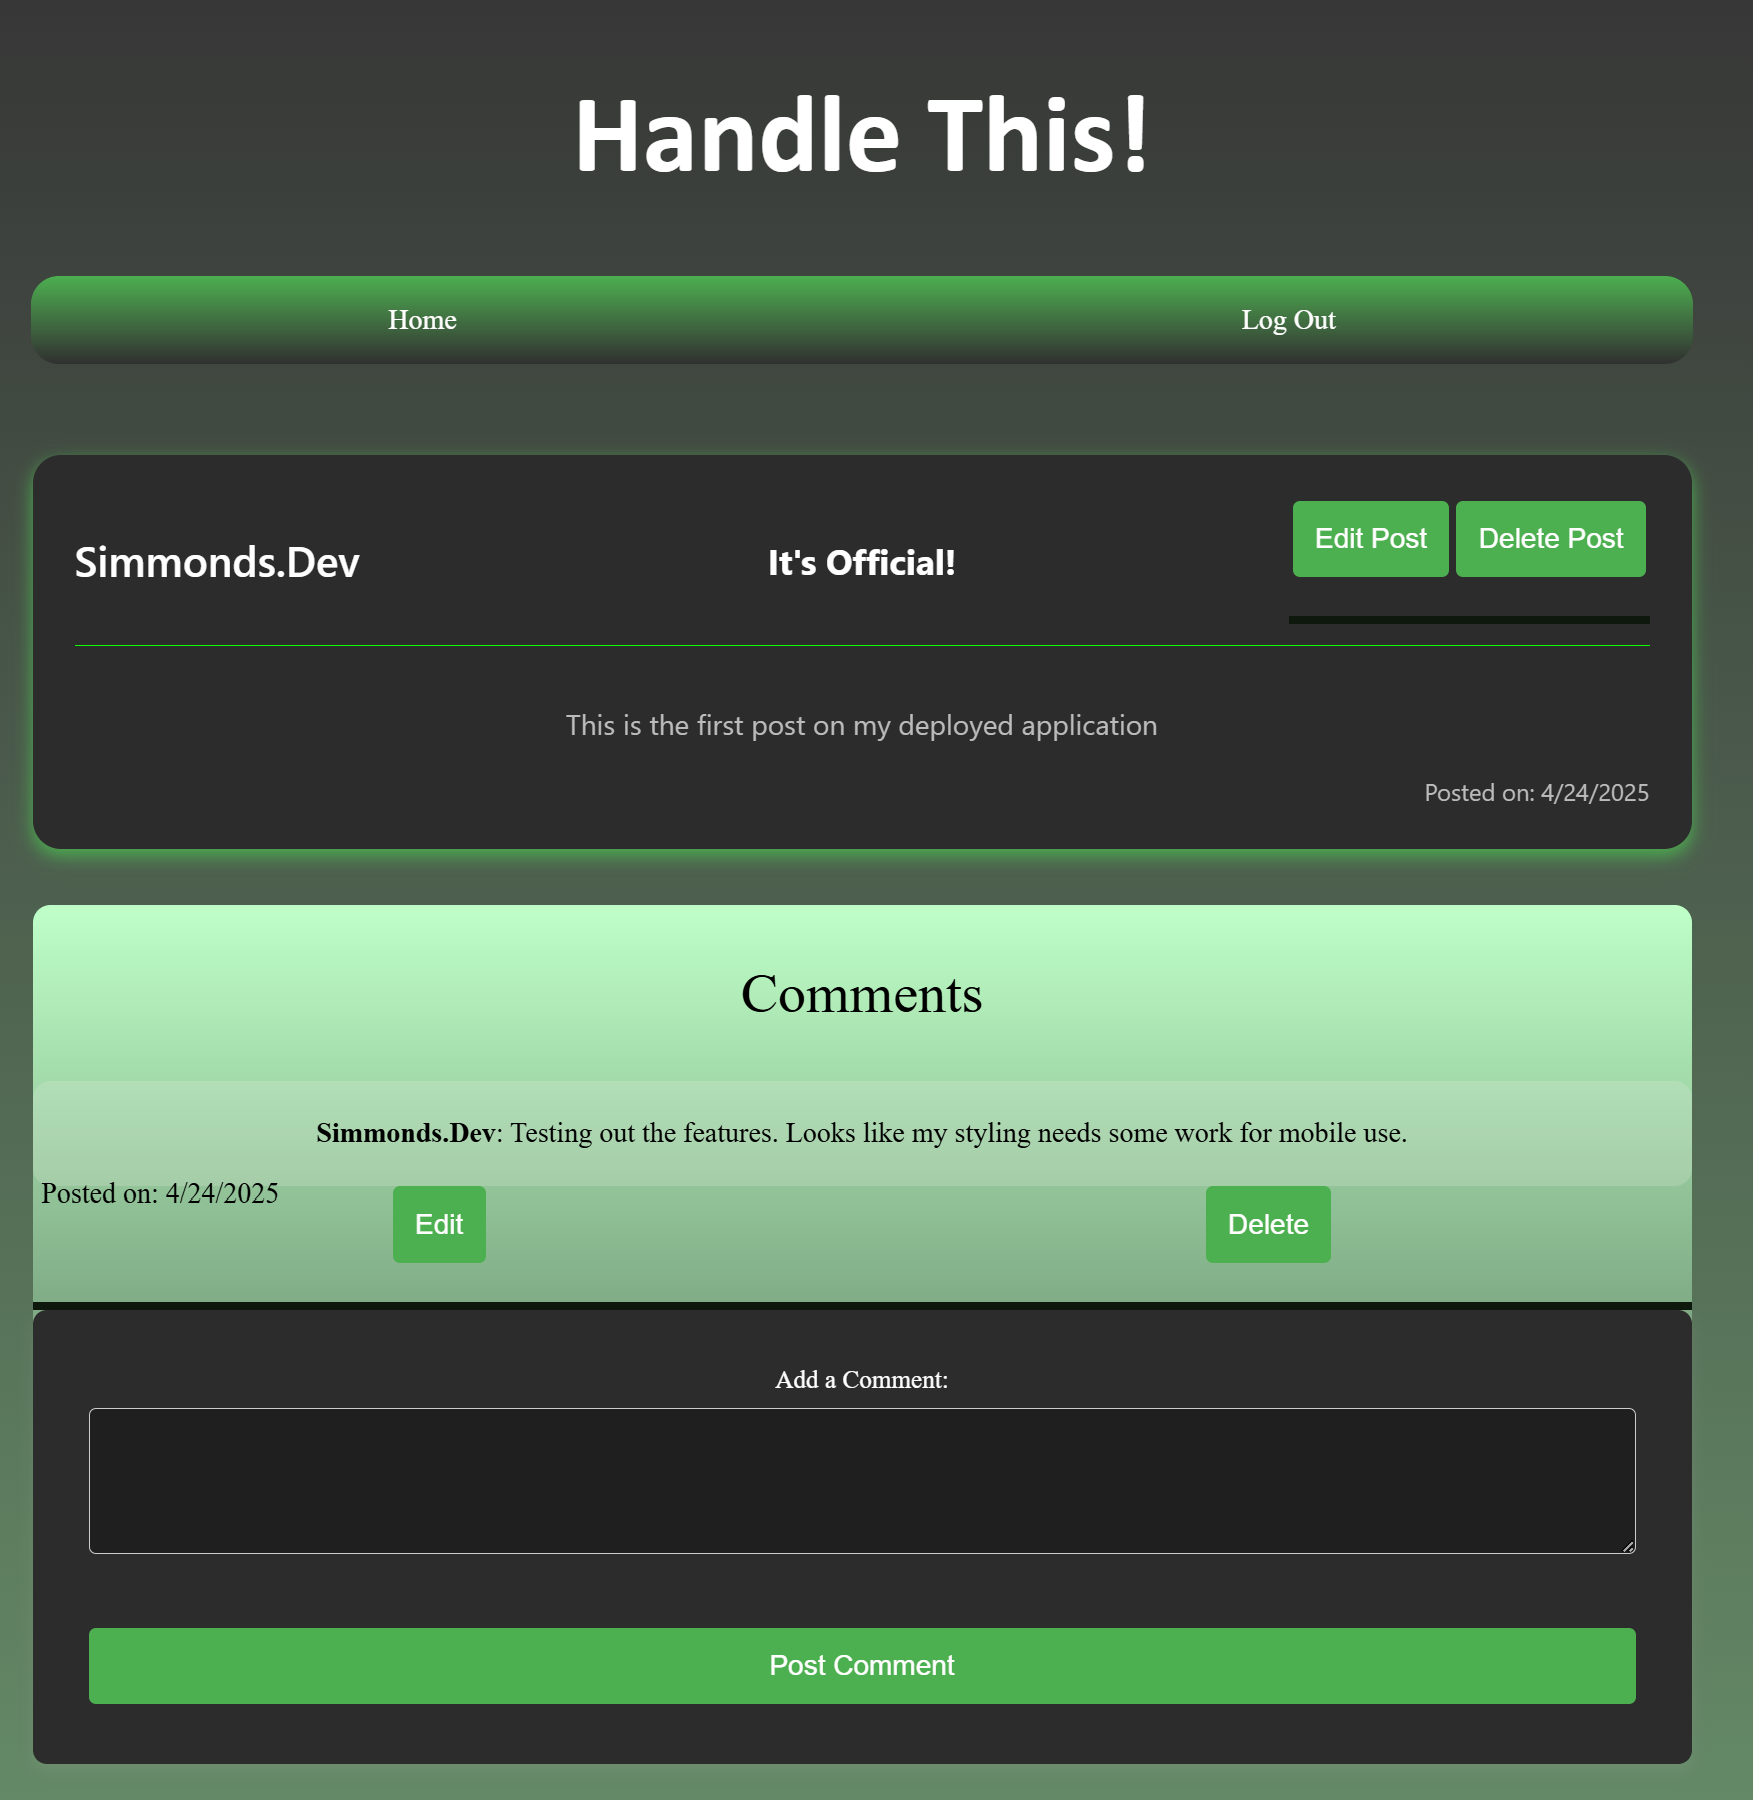 Handle This!
Home
Log Out
Simmonds.Dev
It's Official!
Edit Post
Delete Post
This is the first post on my deployed application
Posted on: 4/24/2025
Comments
Simmonds.Dev: Testing out the features. Looks like my styling needs some work for mobile use.
Posted on: 4/24/2025
Edit
Delete
Add a Comment:
Post Comment